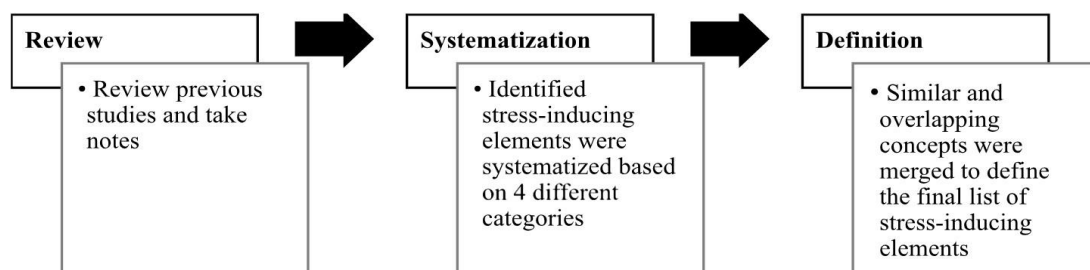 Review
• Review previous
studies and take
notes
Systematization
• Identified
stress-inducing
elements were
systematized based
on 4 different
categories
Definition
• Similar and
overlapping
concepts were
merged to define
the final list of
stress-inducing
elements